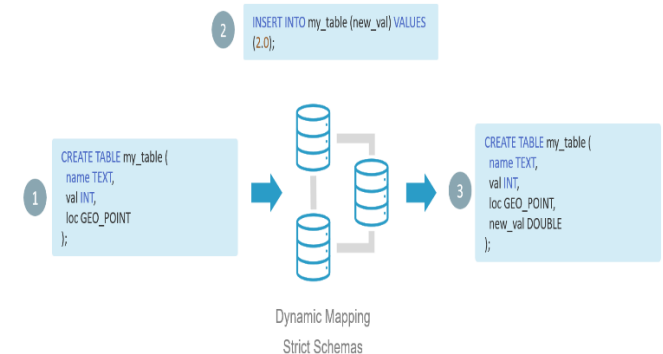 2
INSERT INTO my_table (new_val) VALUES
(2.0);
1
CREATE TABLE my_table (
name TEXT,
val INT,
loc GEO_POINT
);
3
CREATE TABLE my_table (
name TEXT,
val INT,
loc GEO_POINT,
new_val DOUBLE
);
Dynamic Mapping
Strict Schemas